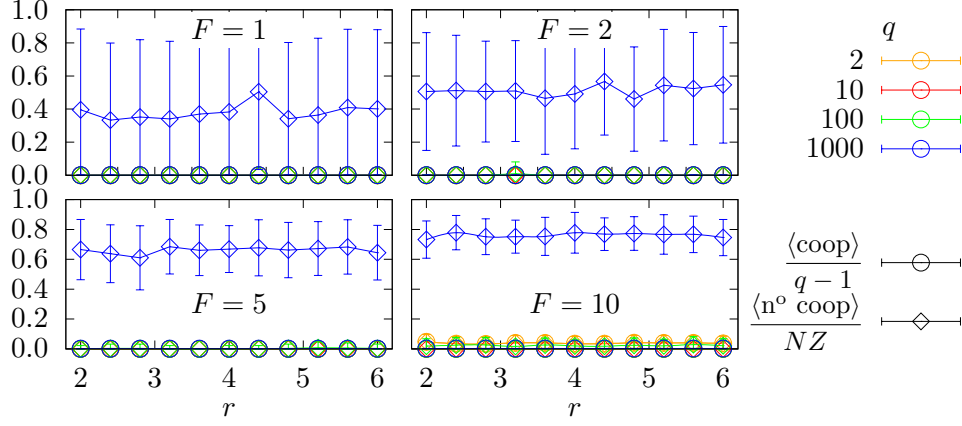 1.0
0.8
0.6
0.4
0.2
0.0
F = 1
F = 2
q
2
10
100
1000
1.0
0.8
0.6
0.4
0.2
0.0
F = 5
F = 10
⟨coop⟩
q − 1
⟨nº coop⟩
NZ
2 3 4 5 6
2 3 4 5 6
r
r